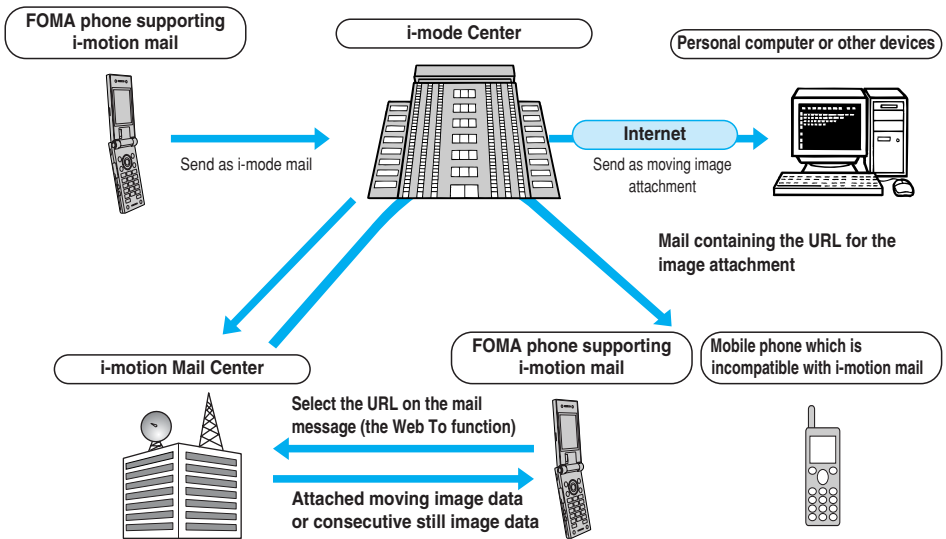 FOMA phone supporting
i-motion mail
i-mode Center
Personal computer or other devices
Send as i-mode mail
Internet
Send as moving image
attachment
Mail containing the URL for the
image attachment
i-motion Mail Center
FOMA phone supporting
i-motion mail
Mobile phone which is
incompatible with i-motion mail
Select the URL on the mail
message (the Web To function)
Attached moving image data
or consecutive still image data